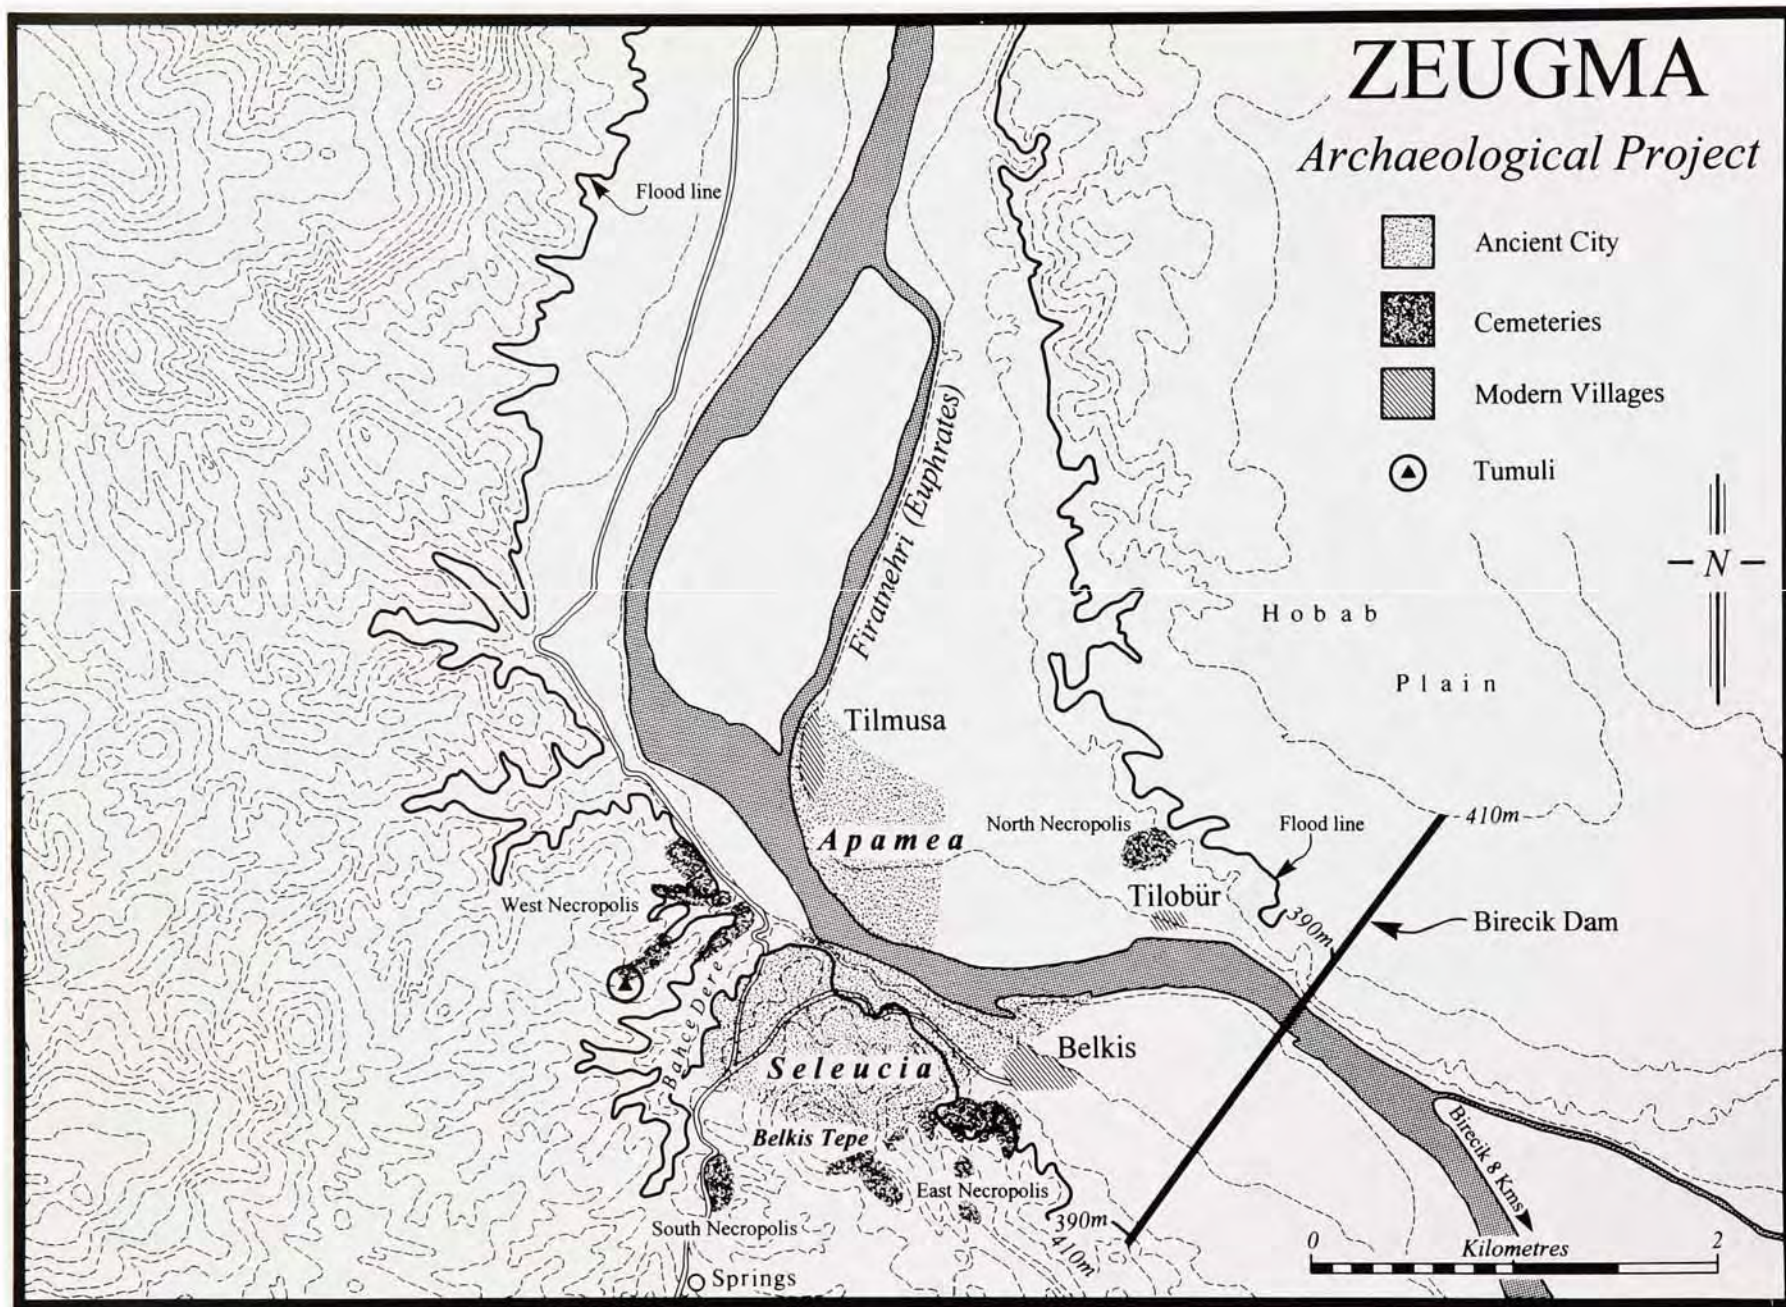 ZEUGMA
Archaeological Project
Ancient City
Cemeteries
Modern Villages
Tumuli
N
Flood line
Firatnehri (Euphrates)
Hobab
Plain
Tilmusa
Apamea
North Necropolis
Flood line
410m
West Necropolis
Tilobür
390m
Birecik Dam
Bahce Dere
Belkis
Seleucia
Belkis Tepe
East Necropolis
South Necropolis
390m
410m
Birecik 8 Kms
Springs
0 Kilometres 2